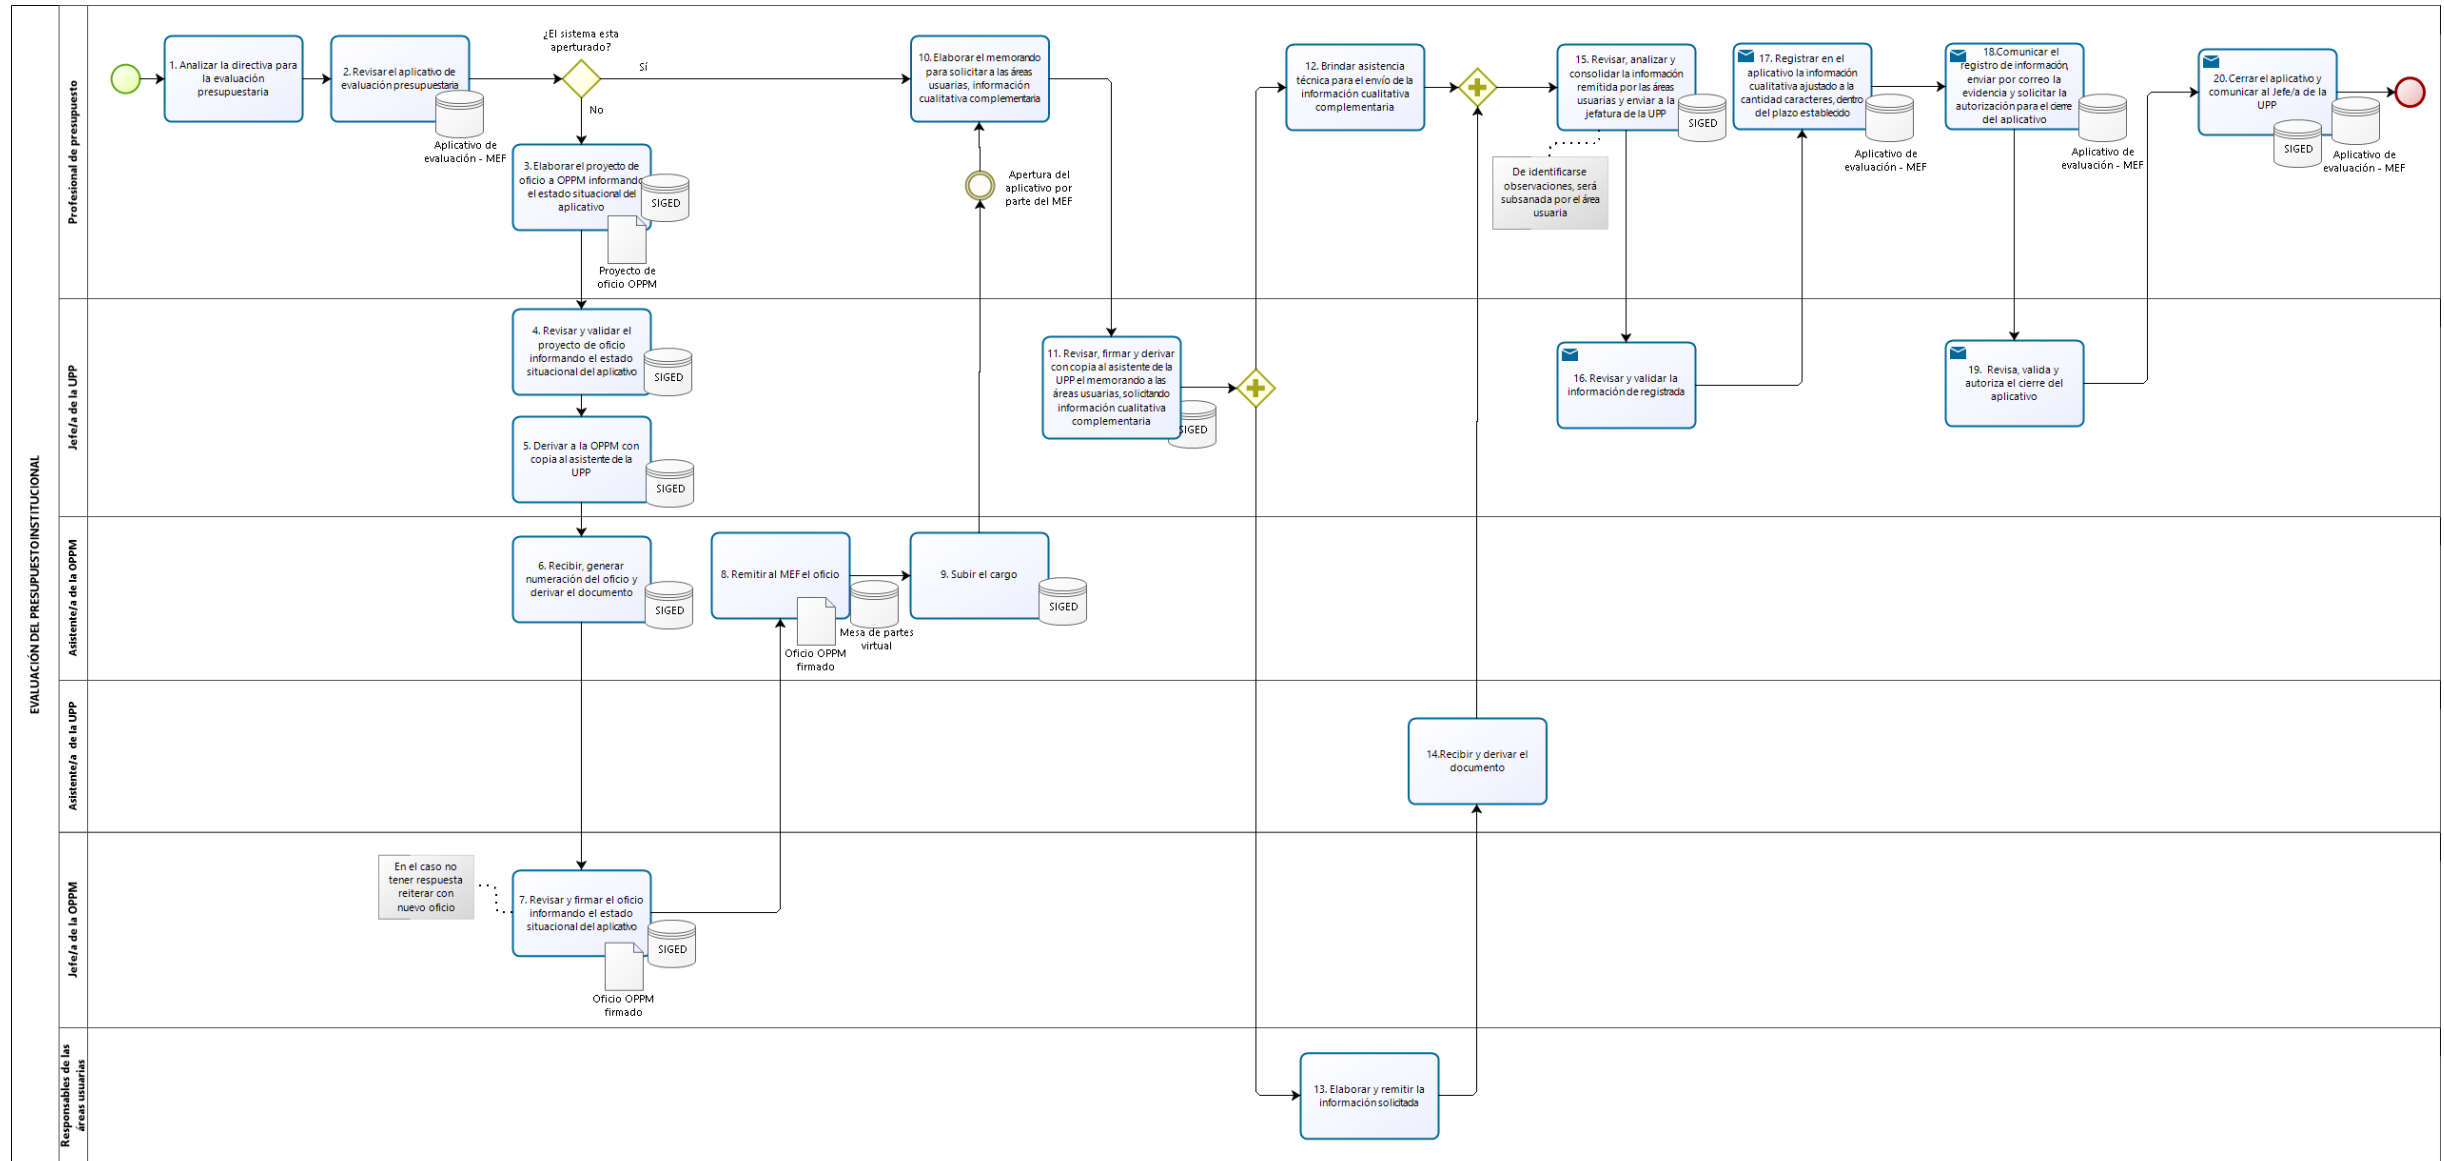 EVALUACIÓN DEL PRESUPUESTO INSTITUCIONAL
Profesional de presupuesto
1. Analizar la directiva para
la evaluación
presupuestaria
2. Revisar el aplicativo de
evaluación presupuestaria
Aplicativo de
evaluación - MEF
¿El sistema esta
aperturado?
Sí
No
3. Elaborar el proyecto de
oficio a OPPM informando
el estado situacional del
aplicativo
SIGED
Proyecto de
oficio OPPM
10. Elaborar el memorando
para solicitar a las áreas
usuarias, información
cualitativa complementaria
Apertura del
aplicativo por
parte del MEF
12. Brindar asistencia
técnica para el envío de la
información cualitativa
complementaria
15. Revisar, analizar y
consolidar la información
remitida por las áreas
usuarias y enviar a la
jefatura de la UPP
SIGED
De identificarse
observaciones, será
subsanada por el área
usuaria
17. Registrar en el
aplicativo la información
cualitativa ajustado a la
cantidad caracteres, dentro
del plazo establecido
Aplicativo de
evaluación - MEF
18.Comunicar el
registro de información,
enviar por correo la
evidencia y solicitar la
autorización para el cierre
del aplicativo
Aplicativo de
evaluación - MEF
20. Cerrar el aplicativo y
comunicar al Jefe/a de la
UPP
SIGED
Aplicativo de
evaluación - MEF
Jefe/a de la UPP
4. Revisar y validar el
proyecto de oficio
informando el estado
situacional del aplicativo
SIGED
5. Derivar a la OPPM con
copia al asistente de la
UPP
SIGED
11. Revisar, firmar y derivar
con copia al asistente de la
UPP el memorando a las
áreas usuarias, solicitando
información cualitativa
complementaria
SIGED
16. Revisar y validar la
información de registrada
19. Revisa, valida y
autoriza el cierre del
aplicativo
Asistente/a de la OPPM
6. Recibir, generar
numeración del oficio y
derivar el documento
SIGED
8. Remitir al MEF el oficio
Oficio OPPM
firmado
Mesa de partes
virtual
9. Subir el cargo
SIGED
Asistente/a de la UPP
14.Recibir y derivar el
documento
Jefe/a de la OPPM
En el caso no
tener respuesta
reiterar con
nuevo oficio
7. Revisar y firmar el oficio
informando el estado
situacional del aplicativo
SIGED
Oficio OPPM
firmado
Responsables de las
áreas usuarias
13. Elaborar y remitir la
información solicitada